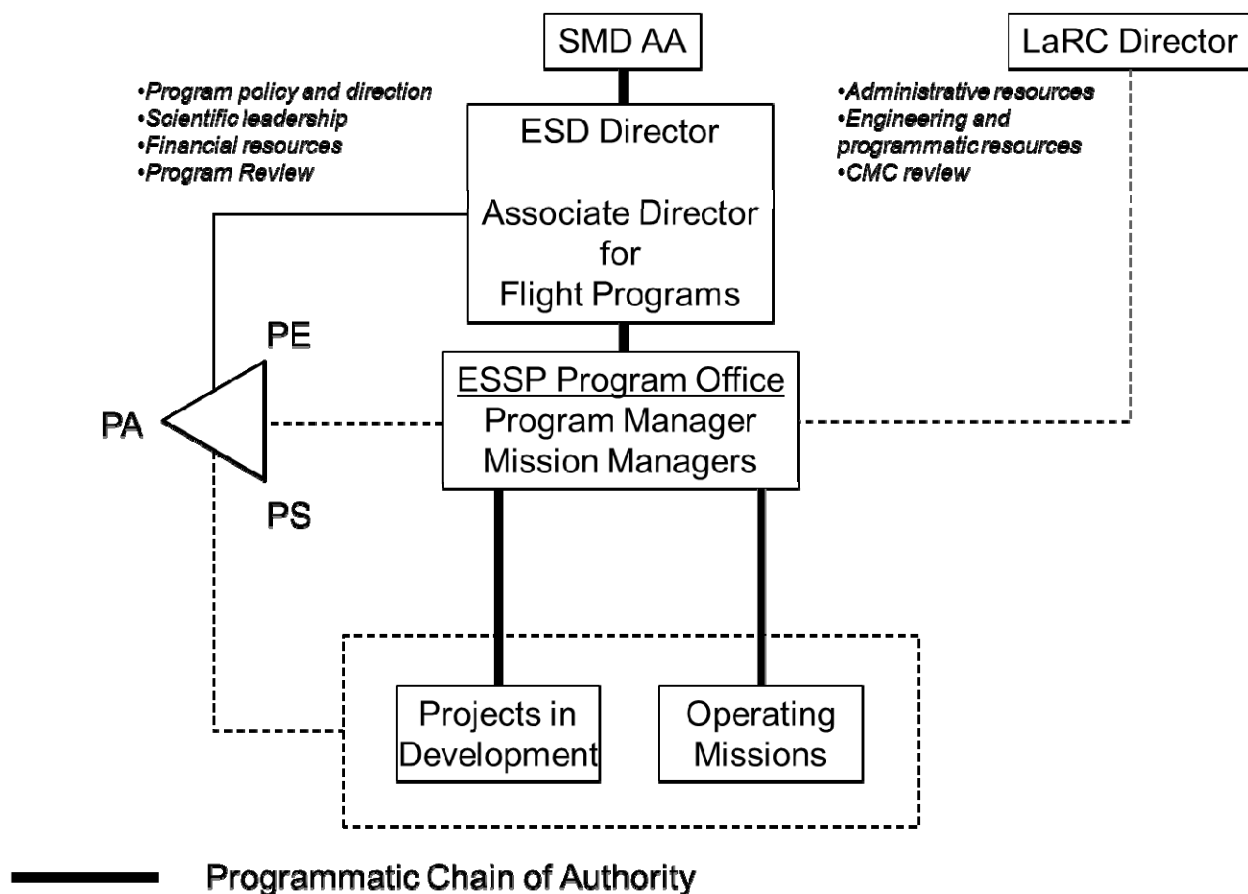 SMD AA
LaRC Director
•Program policy and direction
•Scientific leadership
•Financial resources
•Program Review
•Administrative resources
•Engineering and
programmatic resources
•CMC review
ESD Director
Associate Director
for
Flight Programs
PE
PA
PS
ESSP Program Office
Program Manager
Mission Managers
Projects in
Development
Operating
Missions
Programmatic Chain of Authority